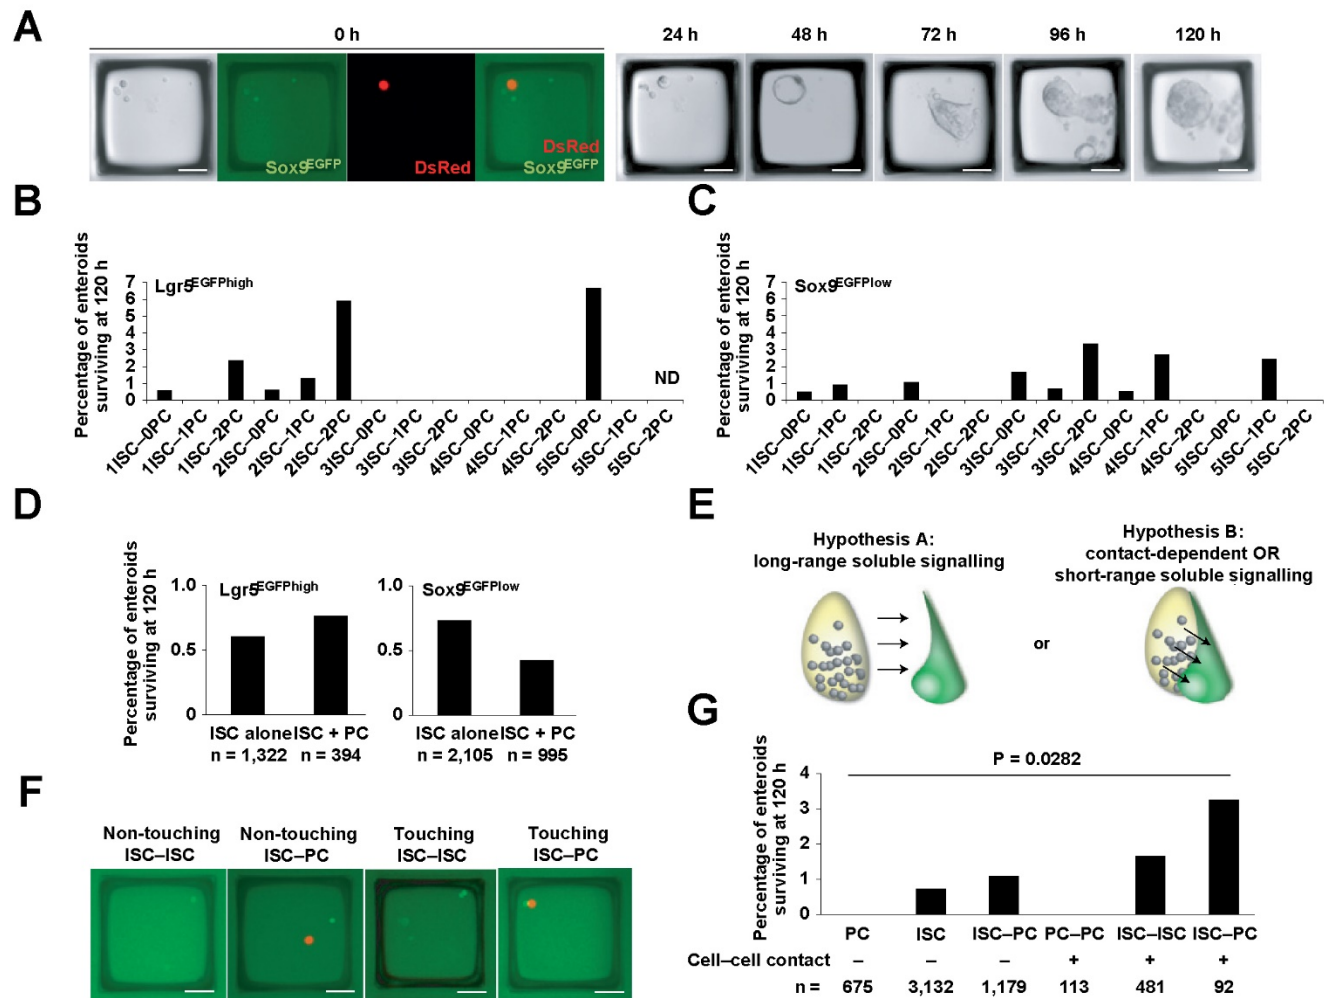 A
0 h
24 h
48 h
72 h
96 h
120 h
Sox9EGFP
DsRed
DsRed
Sox9EGFP
B
Percentage of enteroids
surviving at 120 h
Lgr5EGFPhigh
7
6
5
4
3
2
1
0
ND
1ISC–0PC
1ISC–1PC
1ISC–2PC
2ISC–0PC
2ISC–1PC
2ISC–2PC
3ISC–0PC
3ISC–1PC
3ISC–2PC
4ISC–0PC
4ISC–1PC
4ISC–2PC
5ISC–0PC
5ISC–1PC
5ISC–2PC
C
Percentage of enteroids
surviving at 120 h
Sox9EGFPlow
7
6
5
4
3
2
1
0
1ISC–0PC
1ISC–1PC
1ISC–2PC
2ISC–0PC
2ISC–1PC
2ISC–2PC
3ISC–0PC
3ISC–1PC
3ISC–2PC
4ISC–0PC
4ISC–1PC
4ISC–2PC
5ISC–0PC
5ISC–1PC
5ISC–2PC
D
Percentage of enteroids
surviving at 120 h
1.0
0.5
0
Lgr5EGFPhigh
ISC alone ISC + PC
n = 1,322 n = 394
1.0
0.5
0
Sox9EGFPlow
ISC alone ISC + PC
n = 2,105 n = 995
E
Hypothesis A:
long-range soluble signalling
or
Hypothesis B:
contact-dependent OR
short-range soluble signalling
F
Non-touching
ISC–ISC
Non-touching
ISC–PC
Touching
ISC–ISC
Touching
ISC–PC
G
Percentage of enteroids
surviving at 120 h
P = 0.0282
4
3
2
1
0
PC ISC ISC–PC PC–PC ISC–ISC ISC–PC
Cell–cell contact – – – + + +
n = 675 3,132 1,179 113 481 92